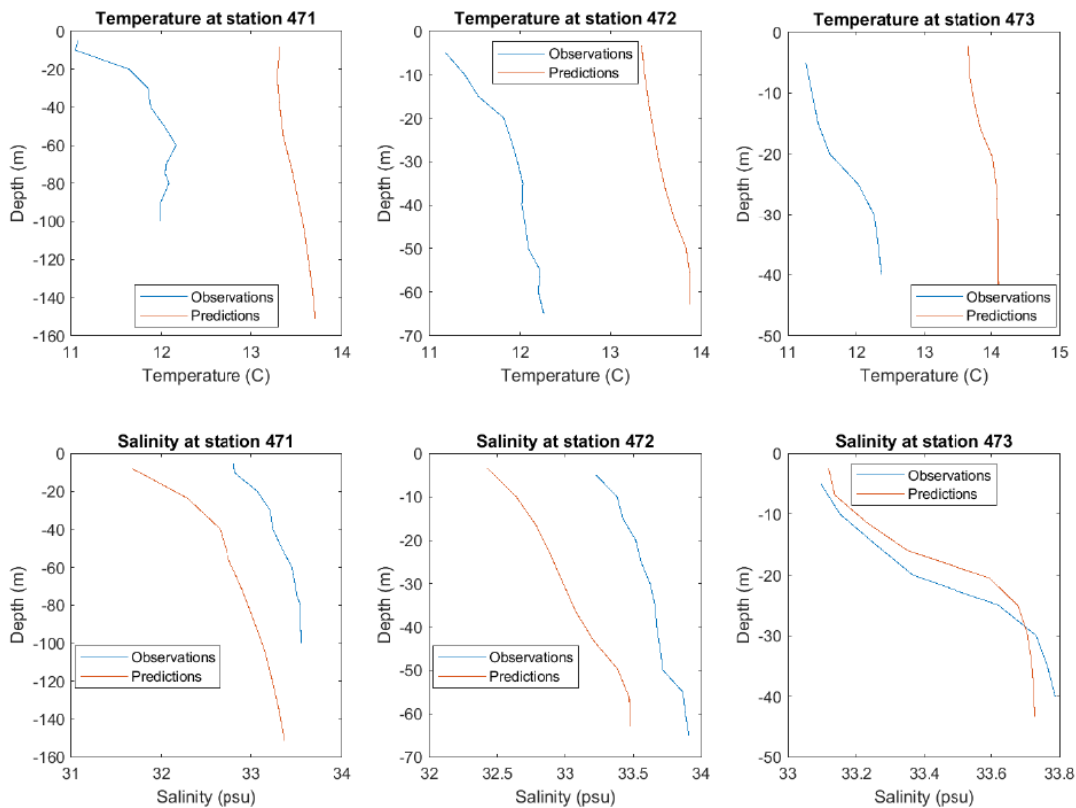 Temperature at station 471
0
-20
-40
-60
-80
-100
-120
-140
-160
Depth (m)
Observations
Predictions
11
12
13
14
Temperature (C)
Temperature at station 472
0
-10
-20
-30
-40
-50
-60
-70
Depth (m)
Observations
Predictions
11
12
13
14
Temperature (C)
Temperature at station 473
0
-10
-20
-30
-40
-50
Depth (m)
Observations
Predictions
11
12
13
14
15
Temperature (C)
Salinity at station 471
0
-20
-40
-60
-80
-100
-120
-140
-160
Depth (m)
Observations
Predictions
31
32
33
34
Salinity (psu)
Salinity at station 472
0
-10
-20
-30
-40
-50
-60
-70
Depth (m)
Observations
Predictions
32
32.5
33
33.5
34
Salinity (psu)
Salinity at station 473
0
-10
-20
-30
-40
-50
Depth (m)
Observations
Predictions
33
33.2
33.4
33.6
33.8
Salinity (psu)